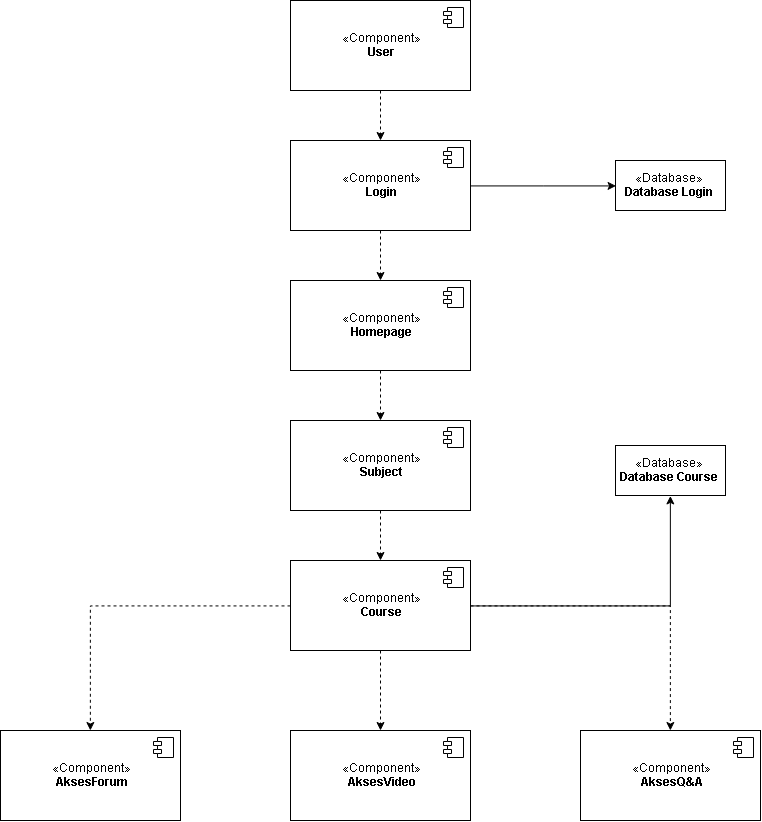 «Component»
User
«Component»
Login
«Database»
Database Login
«Component»
Homepage
«Component»
Subject
«Database»
Database Course
«Component»
Course
«Component»
AksesForum
«Component»
AksesVideo
«Component»
AksesQ&A